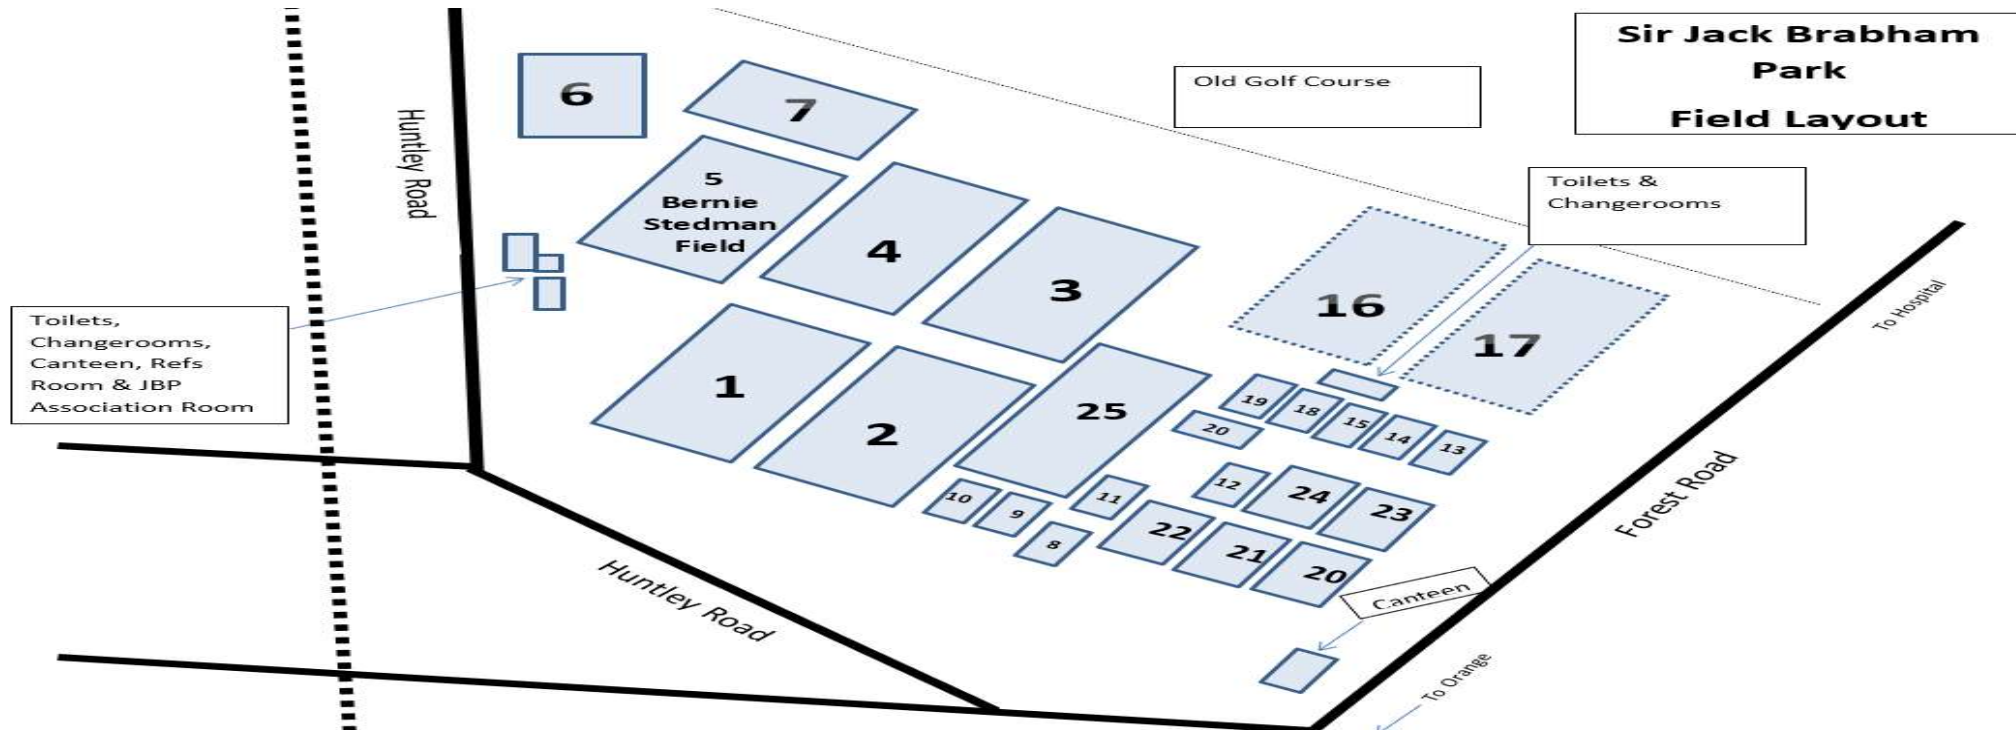 Sir Jack Brabham
Park
Field Layout
Old Golf Course
Toilets &
Changerooms
Huntley Road
6
7
5
Bernie
Stedman
Field
4
3
16
17
To Hospital
Toilets,
Changerooms,
Canteen, Refs
Room & JBP
Association Room
1
2
25
19
18
15
14
13
20
10
9
8
11
12
24
23
22
21
20
Forest Road
Huntley Road
Canteen
To Orange